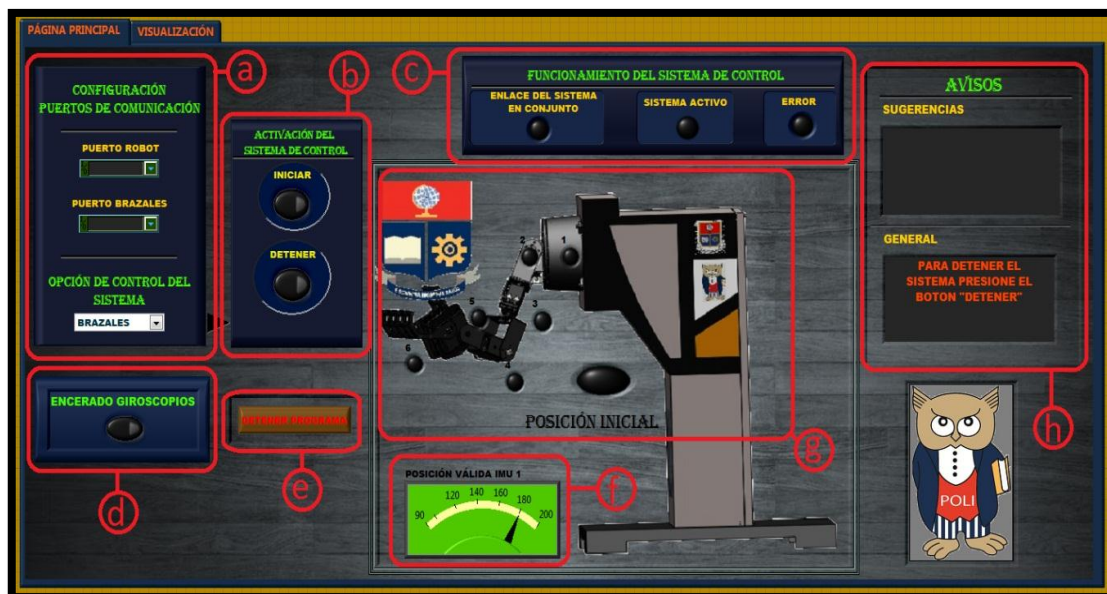 PÁGINA PRINCIPAL
VISUALIZACIÓN
a
CONFIGURACIÓN
PUERTOS DE COMUNICACIÓN
PUERTO ROBOT
PUERTO BRAZALES
OPCIÓN DE CONTROL DEL
SISTEMA
BRAZALES
b
ACTIVACIÓN DEL
SISTEMA DE CONTROL
INICIAR
DETENER
c
FUNCIONAMIENTO DEL SISTEMA DE CONTROL
ENLACE DEL SISTEMA
EN CONJUNTO
SISTEMA ACTIVO
ERROR
d
ENCERADO GIROSCOPIOS
e
DETENER PROGRAMA
f
POSICIÓN VÁLIDA IMU 1
90 120 140 160 180 200
g
1
2
3
4
5
6
POSICIÓN INICIAL
h
AVISOS
SUGERENCIAS
GENERAL
PARA DETENER EL
SISTEMA PRESIONE EL
BOTON "DETENER"
POLI